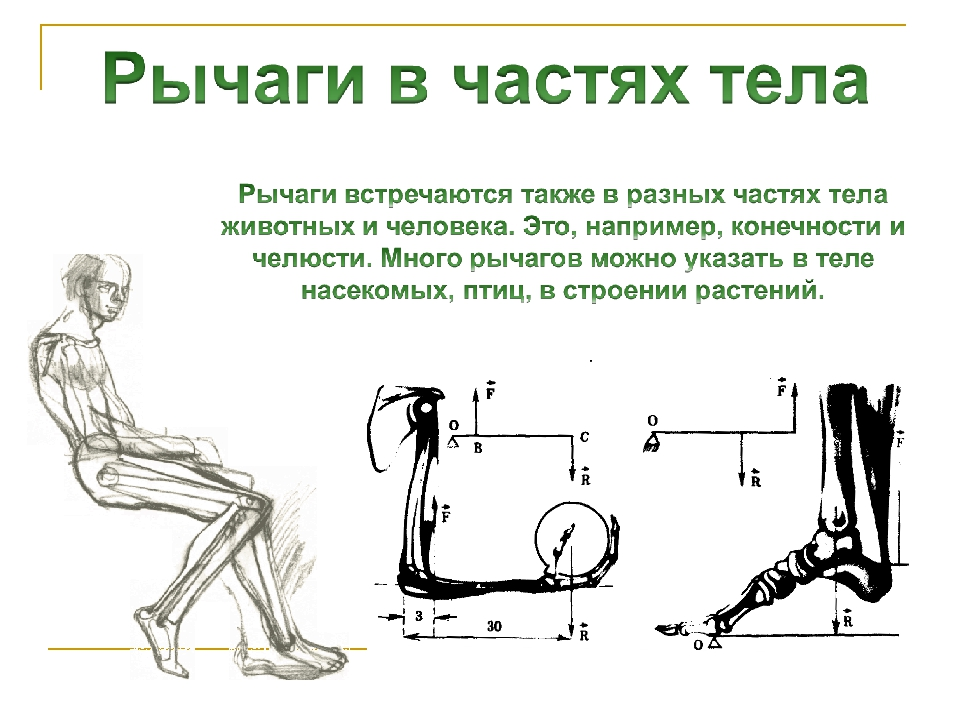 Рычаги в частях тела
Рычаги встречаются также в разных частях тела
животных и человека. Это, например, конечности и
челюсти. Много рычагов можно указать в теле
насекомых, птиц, в строении растений.
F
O
B
C
R
F
3
30
R
F
O
R
F
R
O